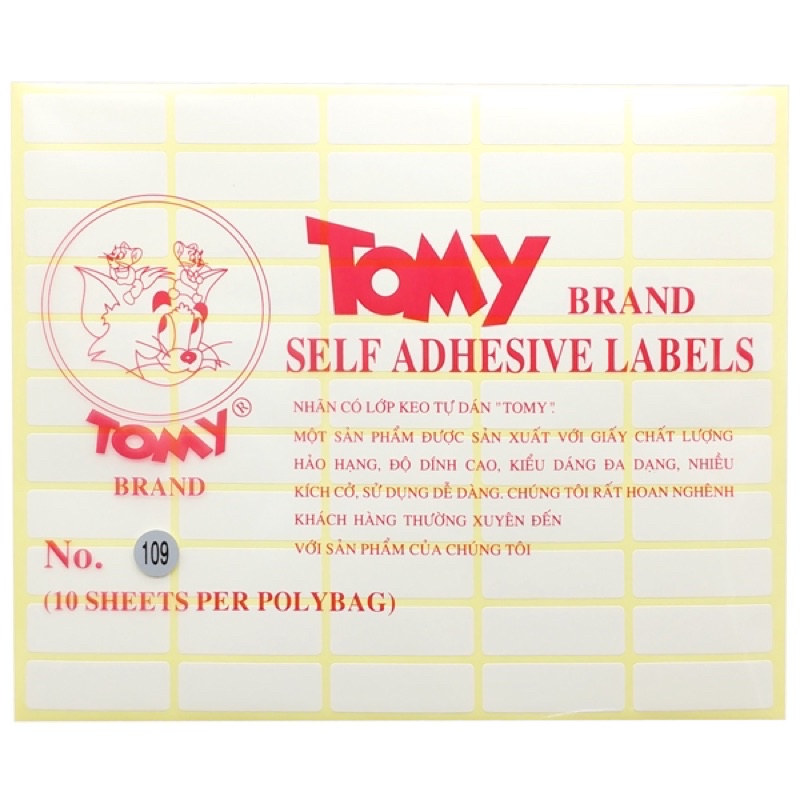 TOMY BRAND
SELF ADHESIVE LABELS
NHÃN CÓ LỚP KEO TỰ DÁN "TOMY".
MỘT SẢN PHẨM ĐƯỢC SẢN XUẤT VỚI GIẤY CHẤT LƯỢNG
HẢO HẠNG, ĐỘ DÍNH CAO, KIỂU DÁNG ĐA DẠNG, NHIỀU
KÍCH CỞ, SỬ DỤNG DỂ DÀNG. CHÚNG TÔI RẤT HOAN NGHÊNH
KHÁCH HÀNG THƯỜNG XUYÊN ĐẾN
VỚI SẢN PHẨM CỦA CHÚNG TÔI
TOMY®
BRAND
No. 109
(10 SHEETS PER POLYBAG)